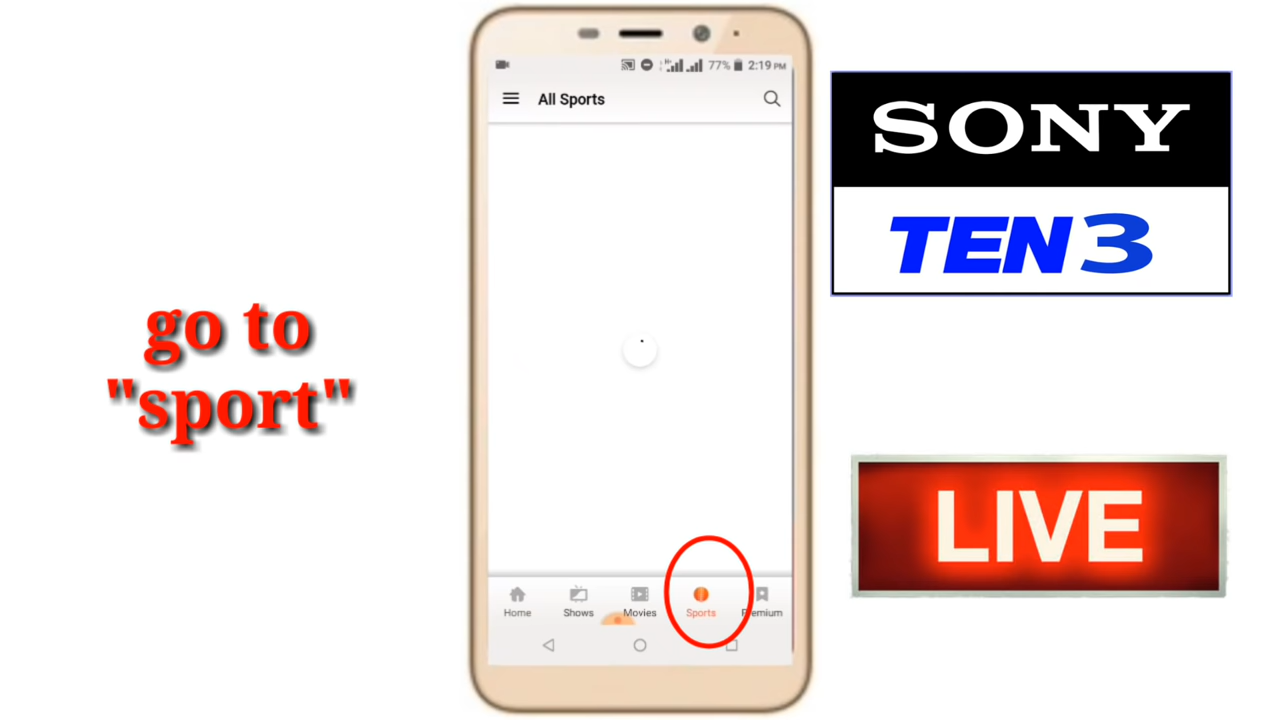 go to
"sport"
77% 2:19 PM
All Sports
Home Shows Movies Sports Premium
SONY
TEN 3
LIVE